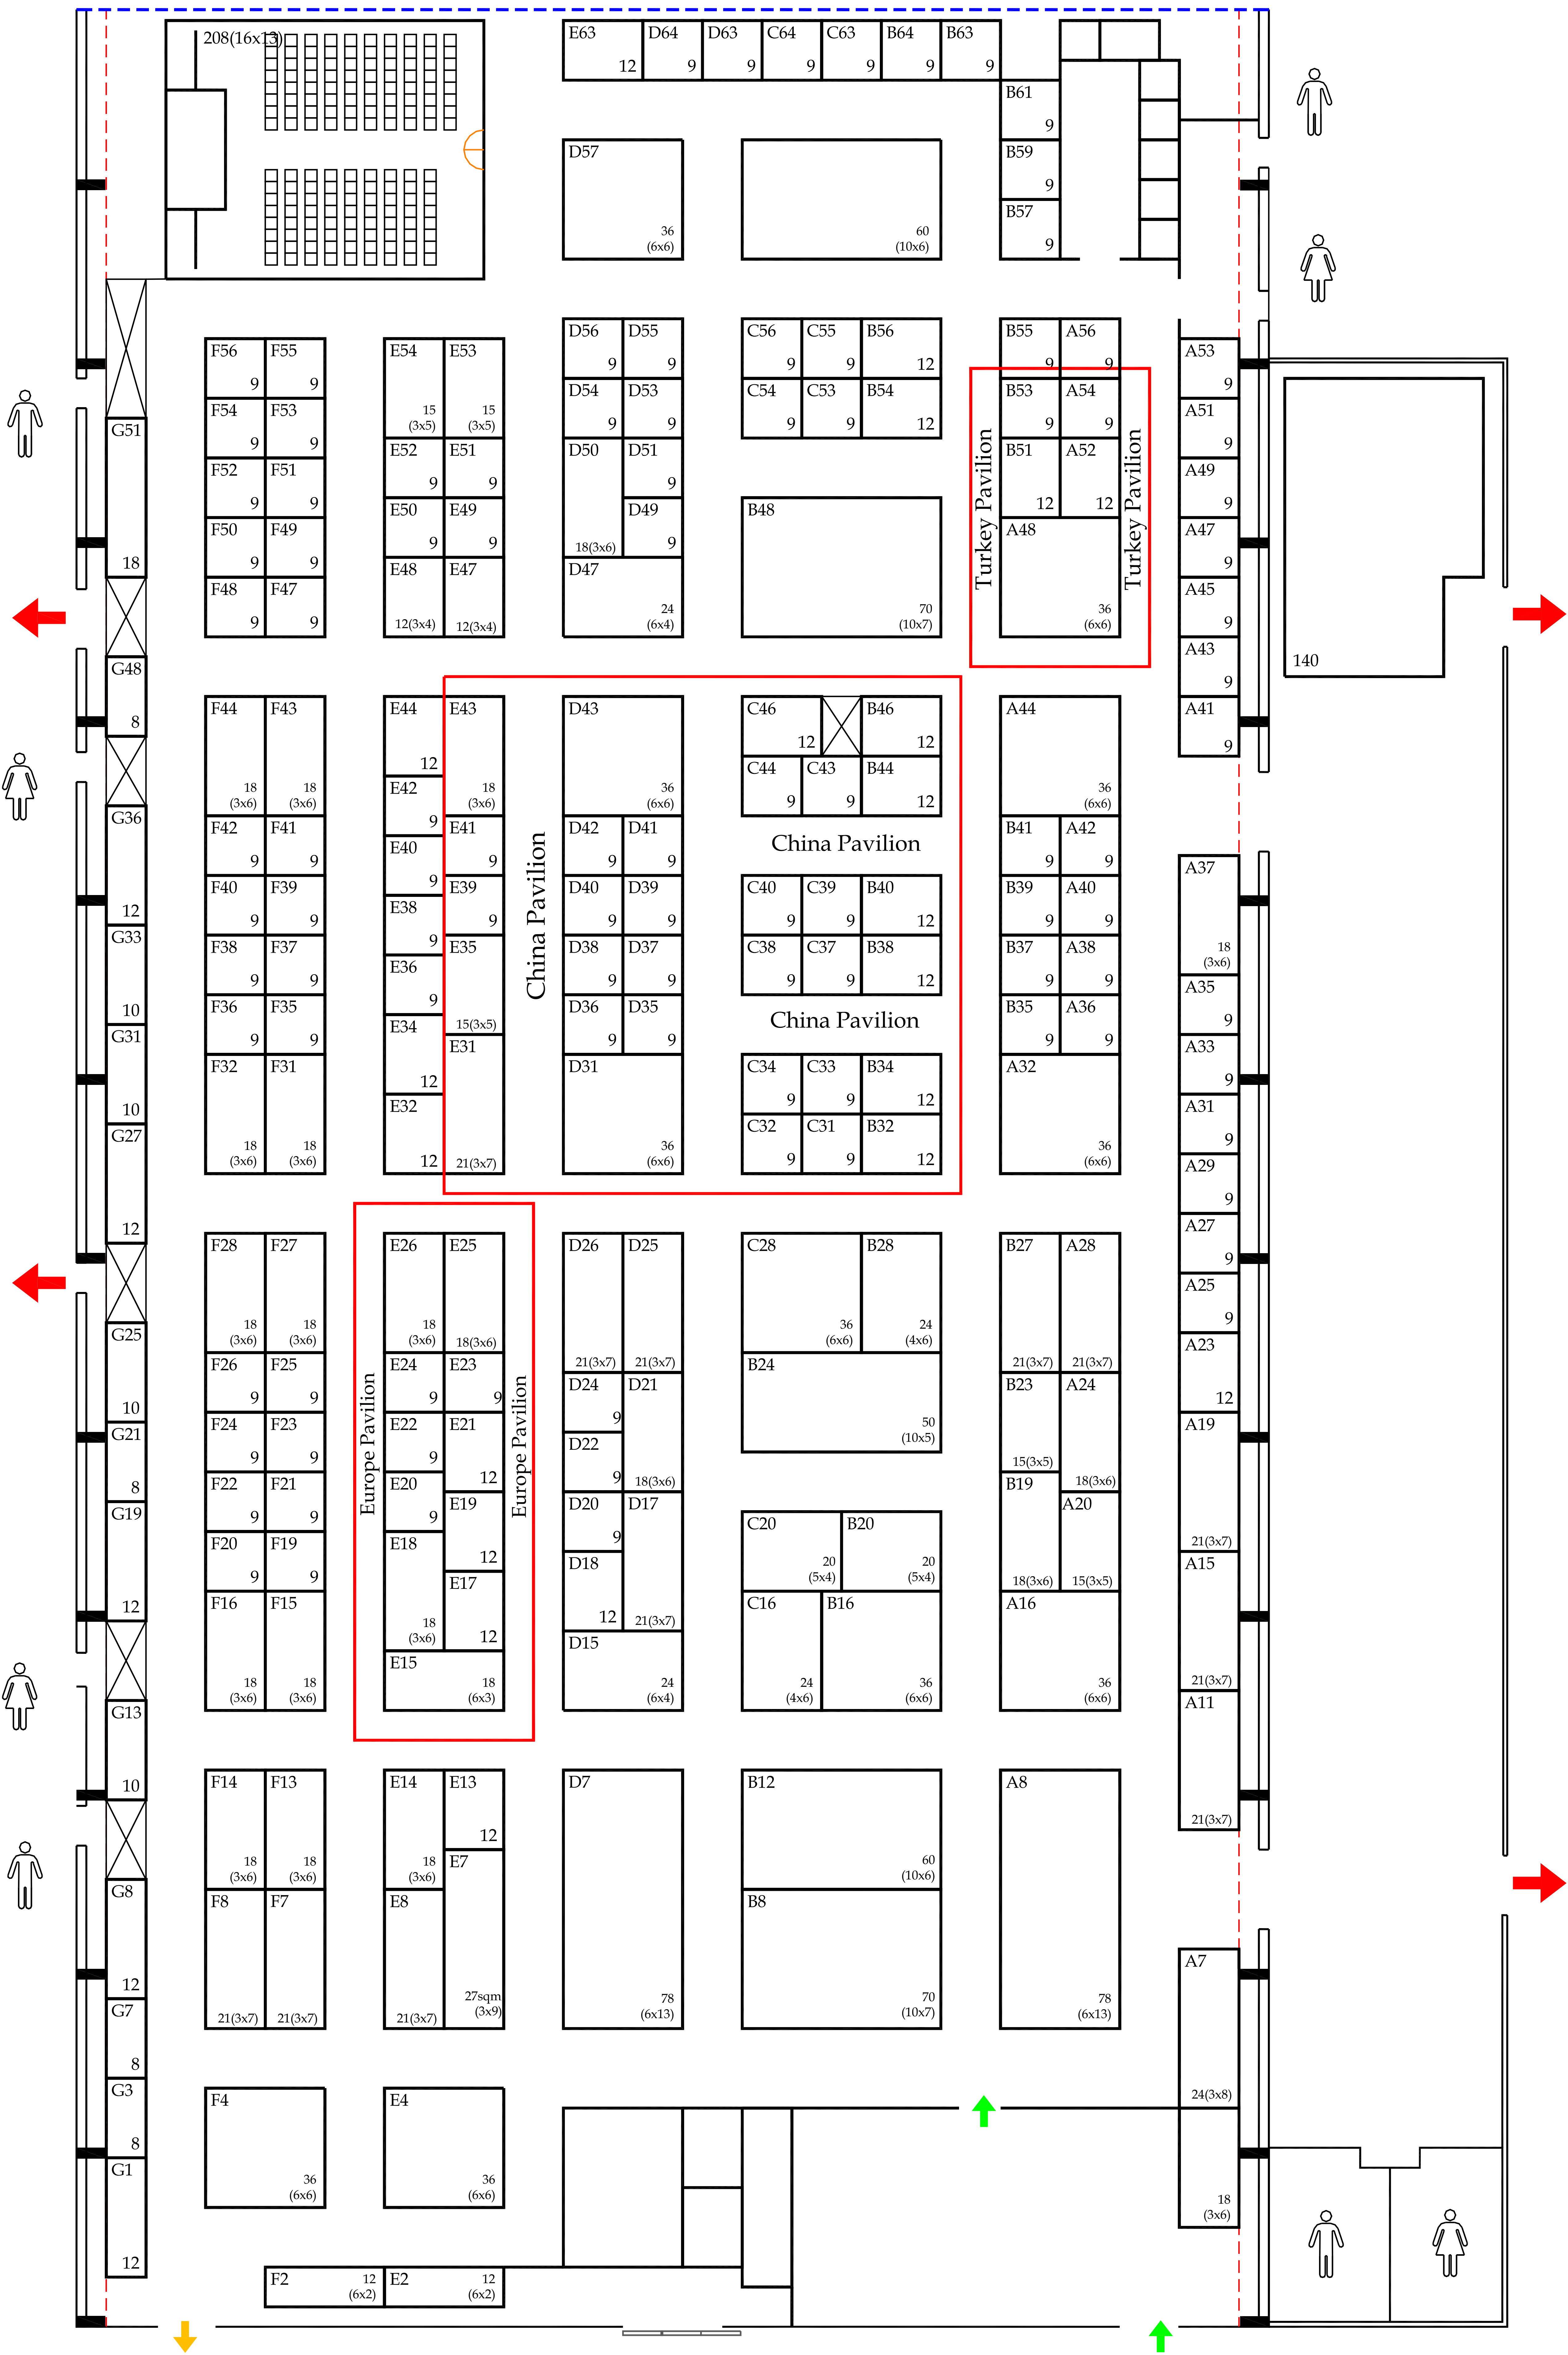 208(16x13)
E63
12
D64
9
D63
9
C64
9
C63
9
B64
9
B63
9
B61
9
B59
9
B57
9
D57
36
(6x6)
60
(10x6)
G51
18
G48
8
G36
12
G33
10
G31
10
G27
12
G25
10
G21
8
G19
12
G13
10
G8
12
G7
8
G3
8
G1
12
F56
9
F55
9
F54
9
F53
9
F52
9
F51
9
F50
9
F49
9
F48
9
F47
9
E54
15
(3x5)
E53
15
(3x5)
E52
9
E51
9
E50
9
E49
9
E48
12(3x4)
E47
12(3x4)
D56
9
D55
9
D54
9
D53
9
D50
18(3x6)
D51
9
D49
9
D47
24
(6x4)
C56
9
C55
9
B56
12
C54
9
C53
9
B54
12
B48
70
(10x7)
B55
9
A56
9
Turkey Pavilion
B53
9
A54
9
B51
12
A52
12
A48
36
(6x6)
Turkey Pavilion
A53
9
A51
9
A49
9
A47
9
A45
9
A43
9
A41
9
140
F44
18
(3x6)
F43
18
(3x6)
F42
9
F41
9
F40
9
F39
9
F38
9
F37
9
F36
9
F35
9
F32
18
(3x6)
F31
18
(3x6)
E44
12
E42
9
E40
9
E38
9
E36
9
E34
12
E32
12
E43
18
(3x6)
E41
9
E39
9
E35
15(3x5)
E31
21(3x7)
China Pavilion
D43
36
(6x6)
D42
9
D41
9
D40
9
D39
9
D38
9
D37
9
D36
9
D35
9
D31
36
(6x6)
C46
12
B46
12
C44
9
C43
9
B44
12
China Pavilion
C40
9
C39
9
B40
12
C38
9
C37
9
B38
12
China Pavilion
C34
9
C33
9
B34
12
C32
9
C31
9
B32
12
A44
36
(6x6)
B41
9
A42
9
B39
9
A40
9
B37
9
A38
9
B35
9
A36
9
A32
36
(6x6)
A37
18
(3x6)
A35
9
A33
9
A31
9
A29
9
A27
9
A25
9
A23
12
A19
21(3x7)
A15
21(3x7)
A11
21(3x7)
F28
18
(3x6)
F27
18
(3x6)
F26
9
F25
9
F24
9
F23
9
F22
9
F21
9
F20
9
F19
9
F16
18
(3x6)
F15
18
(3x6)
Europe Pavilion
E26
18
(3x6)
E25
18(3x6)
E24
9
E23
9
E22
9
E21
12
E20
9
E19
12
E18
18
(3x6)
E17
12
E15
18
(6x3)
Europe Pavilion
D26
21(3x7)
D25
21(3x7)
D24
9
D21
18(3x6)
D22
9
D20
9
D17
21(3x7)
D18
12
D15
24
(6x4)
C28
36
(6x6)
B28
24
(4x6)
B24
50
(10x5)
C20
20
(5x4)
B20
20
(5x4)
C16
24
(4x6)
B16
36
(6x6)
B27
21(3x7)
A28
21(3x7)
B23
15(3x5)
A24
18(3x6)
B19
18(3x6)
A20
15(3x5)
A16
36
(6x6)
F14
18
(3x6)
F13
18
(3x6)
F8
21(3x7)
F7
21(3x7)
E14
18
(3x6)
E13
12
E8
21(3x7)
E7
27sqm
(3x9)
D7
78
(6x13)
B12
60
(10x6)
B8
70
(10x7)
A8
78
(6x13)
A7
24(3x8)
18
(3x6)
F4
36
(6x6)
E4
36
(6x6)
F2
12
(6x2)
E2
12
(6x2)